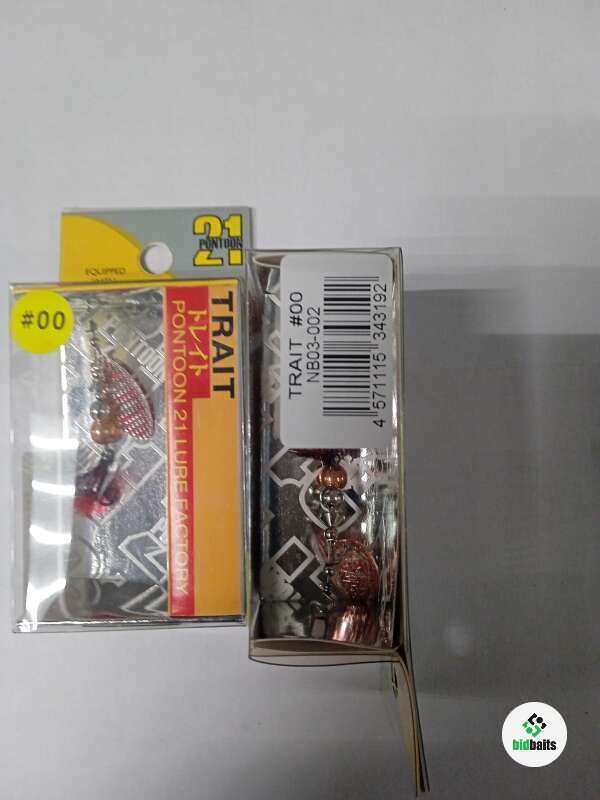 21
PONTOON
EQUIPPED
#00
TRAIT
トレイト
PONTOON 21 LURE FACTORY
TRAIT #00
NB03-002
4 571115 343192
bidbaits